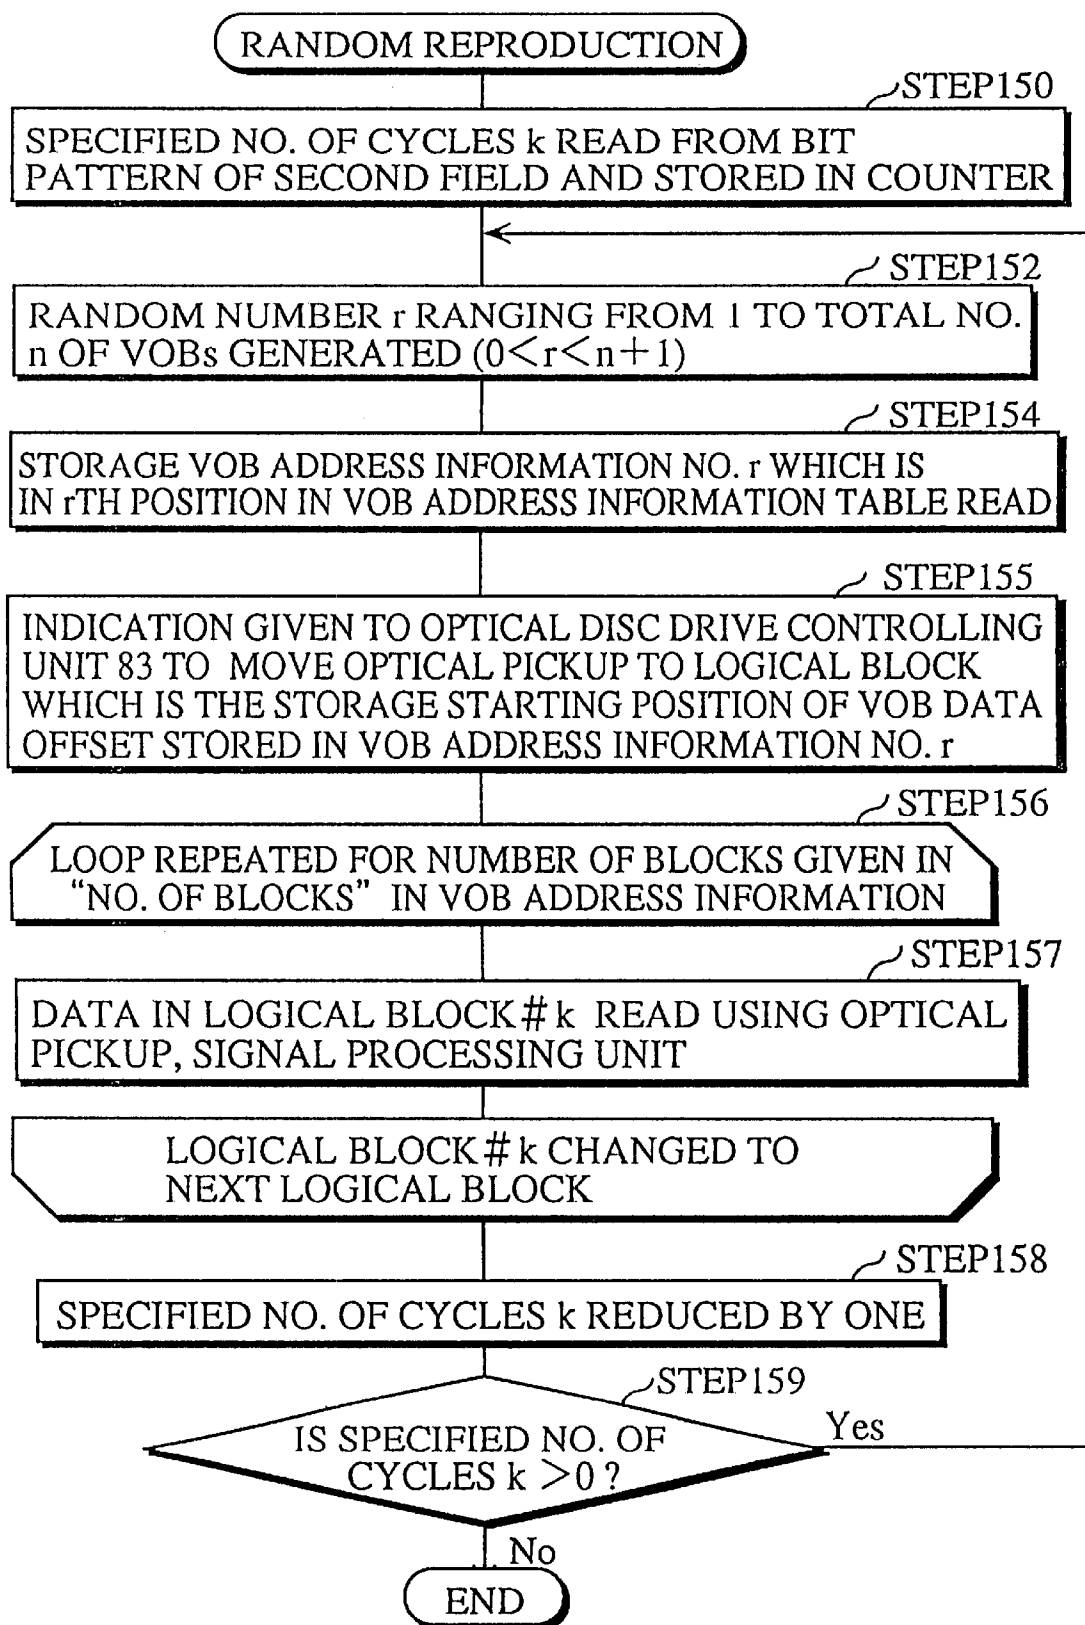 RANDOM REPRODUCTION
STEP150
SPECIFIED NO. OF CYCLES k READ FROM BIT
PATTERN OF SECOND FIELD AND STORED IN COUNTER
STEP152
RANDOM NUMBER r RANGING FROM 1 TO TOTAL NO.
n OF VOBs GENERATED (0<r<n+1)
STEP154
STORAGE VOB ADDRESS INFORMATION NO. r WHICH IS
IN rTH POSITION IN VOB ADDRESS INFORMATION TABLE READ
STEP155
INDICATION GIVEN TO OPTICAL DISC DRIVE CONTROLLING
UNIT 83 TO MOVE OPTICAL PICKUP TO LOGICAL BLOCK
WHICH IS THE STORAGE STARTING POSITION OF VOB DATA
OFFSET STORED IN VOB ADDRESS INFORMATION NO. r
STEP156
LOOP REPEATED FOR NUMBER OF BLOCKS GIVEN IN
“NO. OF BLOCKS” IN VOB ADDRESS INFORMATION
STEP157
DATA IN LOGICAL BLOCK#k READ USING OPTICAL
PICKUP, SIGNAL PROCESSING UNIT
LOGICAL BLOCK#k CHANGED TO
NEXT LOGICAL BLOCK
STEP158
SPECIFIED NO. OF CYCLES k REDUCED BY ONE
STEP159
IS SPECIFIED NO. OF
CYCLES k >0?
Yes
No
END